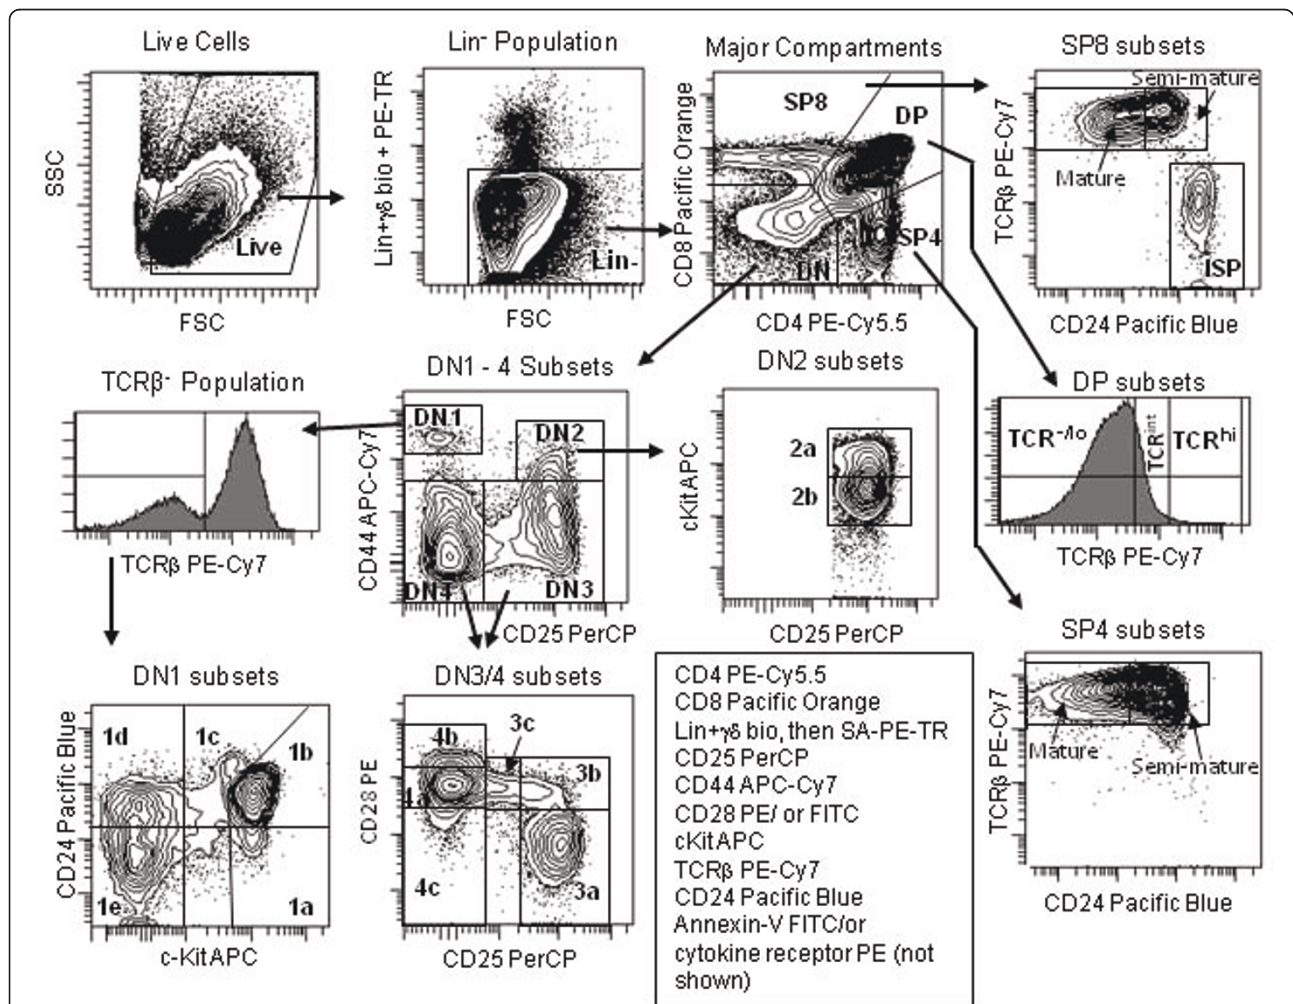 Live Cells
SSC
Live
FSC
Lin⁻ Population
Lin+γδ bio + PE-TR
Lin-
FSC
Major Compartments
CD8 Pacific Orange
SP8
DP
SP4
DN
CD4 PE-Cy5.5
SP8 subsets
TCRβ PE-Cy7
Semi-mature
Mature
ISP
CD24 Pacific Blue
TCRβ⁻ Population
TCRβ PE-Cy7
DN1 - 4 Subsets
CD44 APC-Cy7
DN1
DN2
DN4
DN3
CD25 PerCP
DN2 subsets
cKitAPC
2a
2b
CD25 PerCP
DP subsets
TCR⁻/lo
TCRint
TCRhi
TCRβ PE-Cy7
DN1 subsets
CD24 Pacific Blue
1d
1c
1b
1e
1a
c-KitAPC
DN3/4 subsets
CD28 PE
4b
3c
3b
4a
4c
3a
CD25 PerCP
CD4 PE-Cy5.5
CD8 Pacific Orange
Lin+γδ bio, then SA-PE-TR
CD25 PerCP
CD44 APC-Cy7
CD28 PE/ or FITC
cKitAPC
TCRβ PE-Cy7
CD24 Pacific Blue
Annexin-V FITC/or
cytokine receptor PE (not
shown)
SP4 subsets
TCRβ PE-Cy7
Mature
Semi-mature
CD24 Pacific Blue